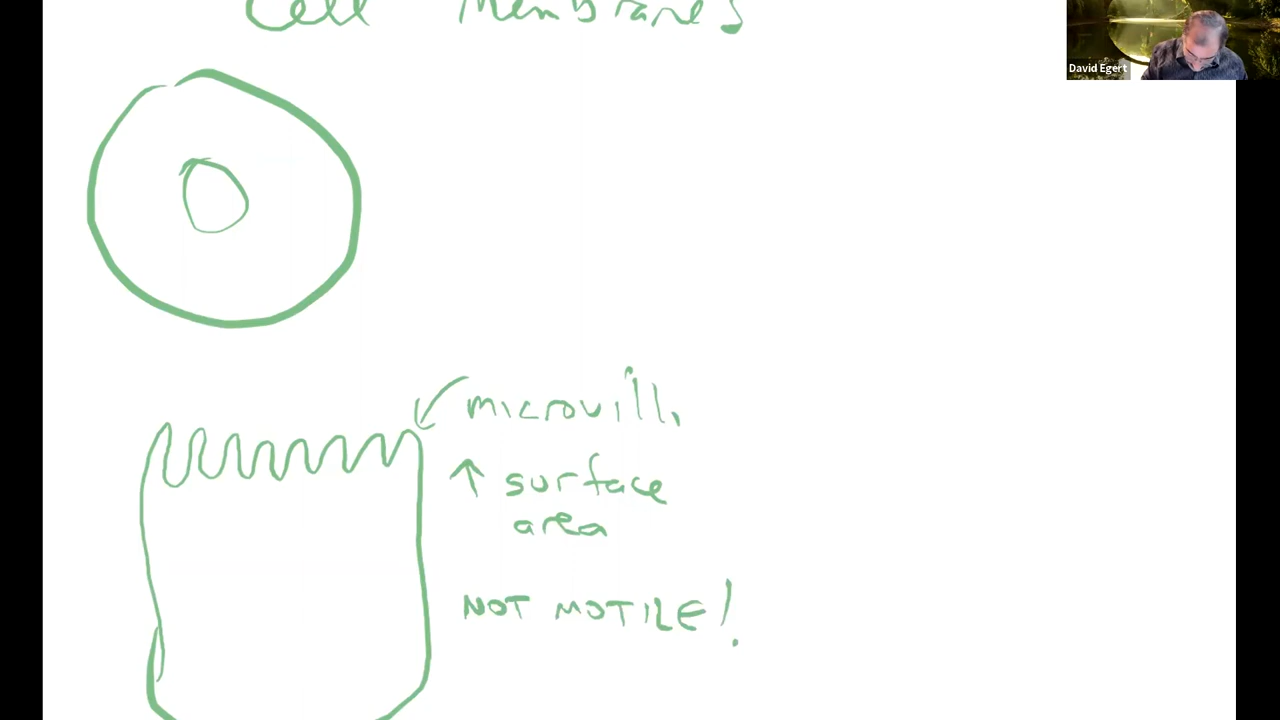 Cell Membranes
David Egert
microvilli
↑ surface
area
NOT MOTILE!